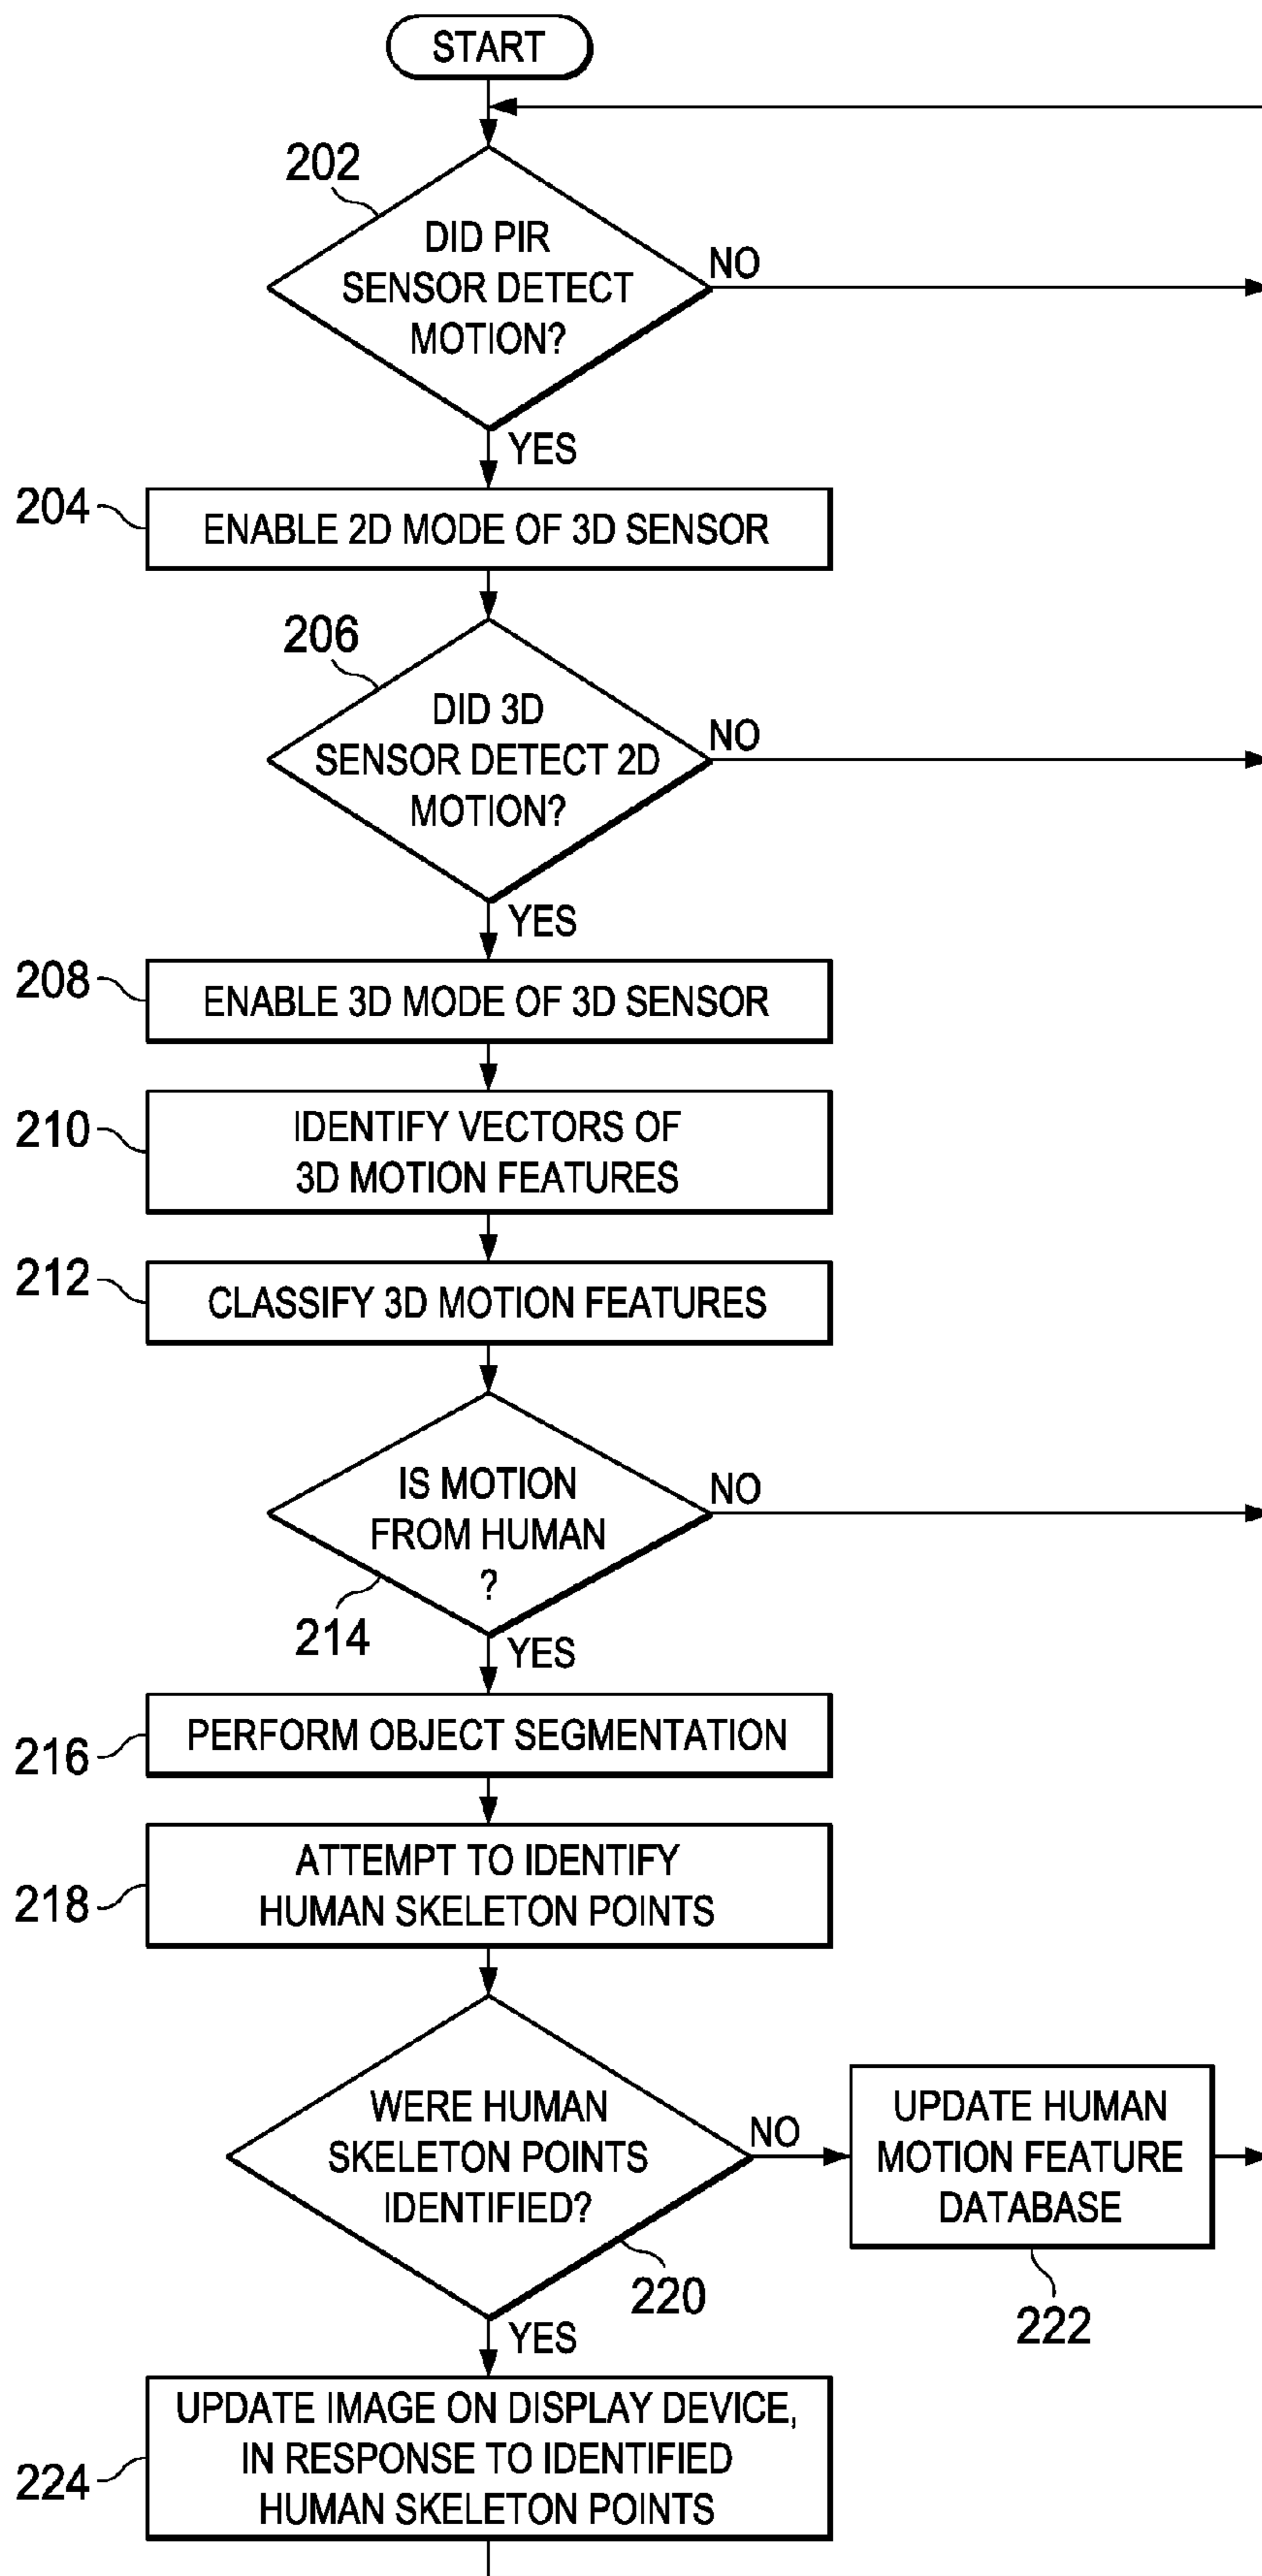 START
202
DID PIR
SENSOR DETECT
MOTION?
NO
YES
204
ENABLE 2D MODE OF 3D SENSOR
206
DID 3D
SENSOR DETECT 2D
MOTION?
NO
YES
208
ENABLE 3D MODE OF 3D SENSOR
210
IDENTIFY VECTORS OF
3D MOTION FEATURES
212
CLASSIFY 3D MOTION FEATURES
IS MOTION
FROM HUMAN
?
NO
214
YES
216
PERFORM OBJECT SEGMENTATION
218
ATTEMPT TO IDENTIFY
HUMAN SKELETON POINTS
WERE HUMAN
SKELETON POINTS
IDENTIFIED?
NO
220
UPDATE HUMAN
MOTION FEATURE
DATABASE
222
YES
224
UPDATE IMAGE ON DISPLAY DEVICE,
IN RESPONSE TO IDENTIFIED
HUMAN SKELETON POINTS